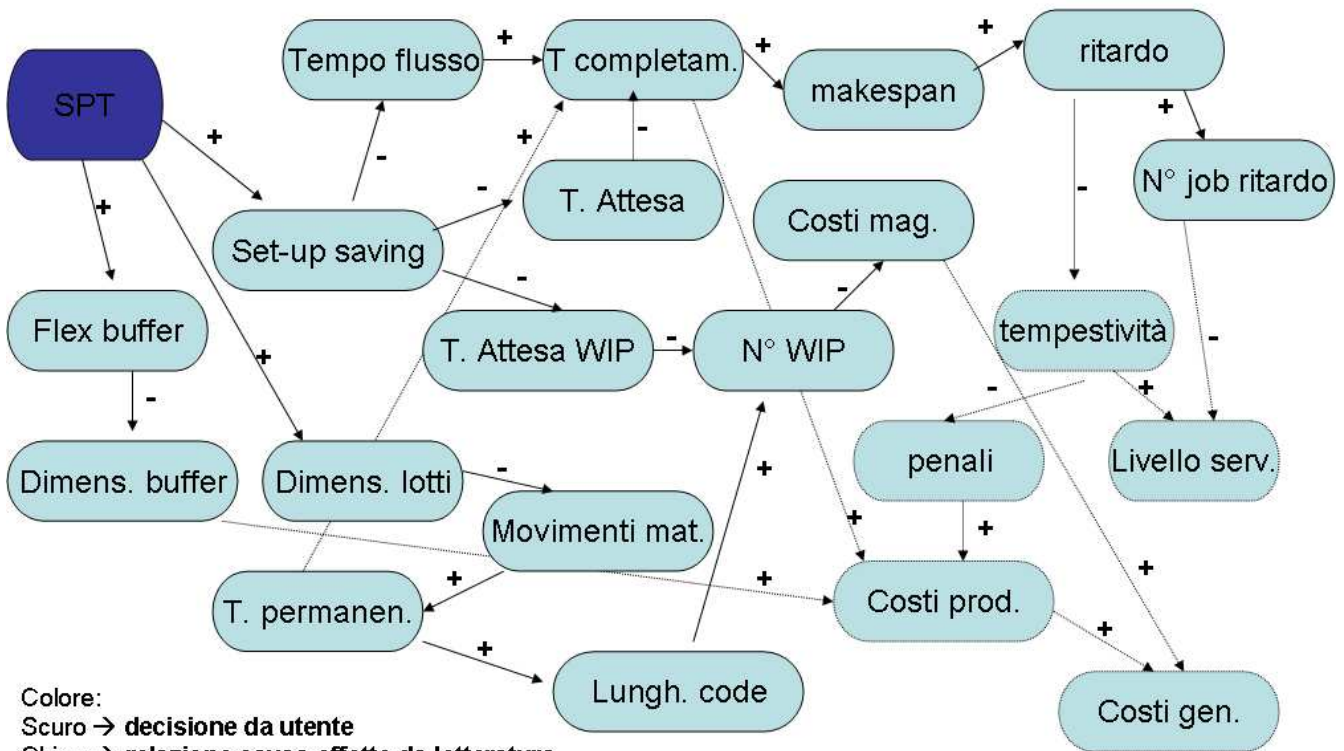 SPT
Tempo flusso
T completam.
makespan
ritardo
N° job ritardo
T. Attesa
Set-up saving
Costi mag.
Flex buffer
T. Attesa WIP
N° WIP
tempestività
Dimens. buffer
Dimens. lotti
Movimenti mat.
penali
Livello serv.
T. permanen.
Costi prod.
Lungh. code
Costi gen.
+
+
+
+
+
+
-
-
-
-
-
+
+
-
-
-
-
-
+
-
-
+
+
+
+
+
+
+
+
Colore:
Scuro → decisione da utente